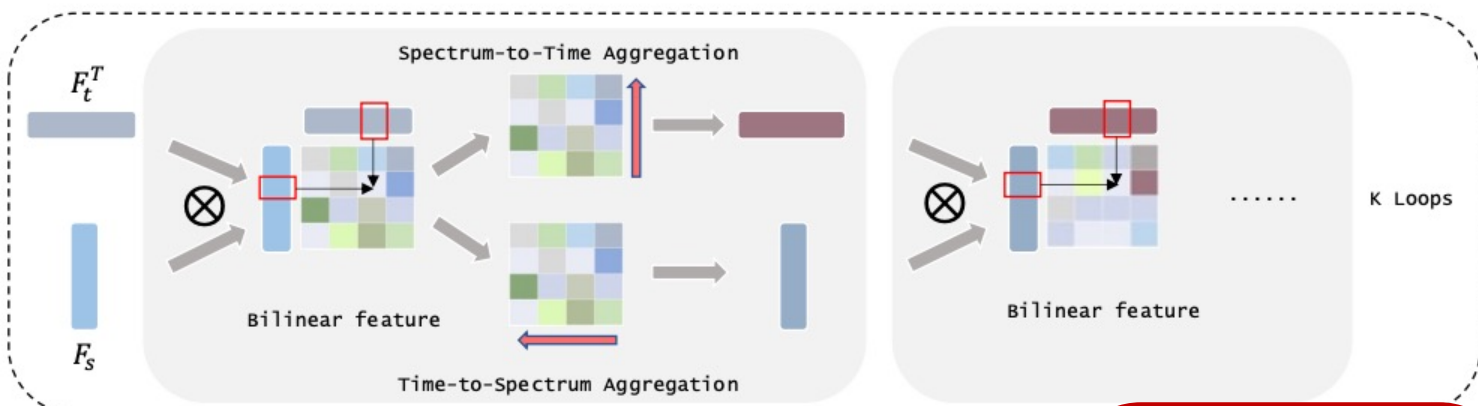 Spectrum-to-Time Aggregation
F_t^T
K Loops
......
Bilinear feature
Bilinear feature
F_s
Time-to-Spectrum Aggregation